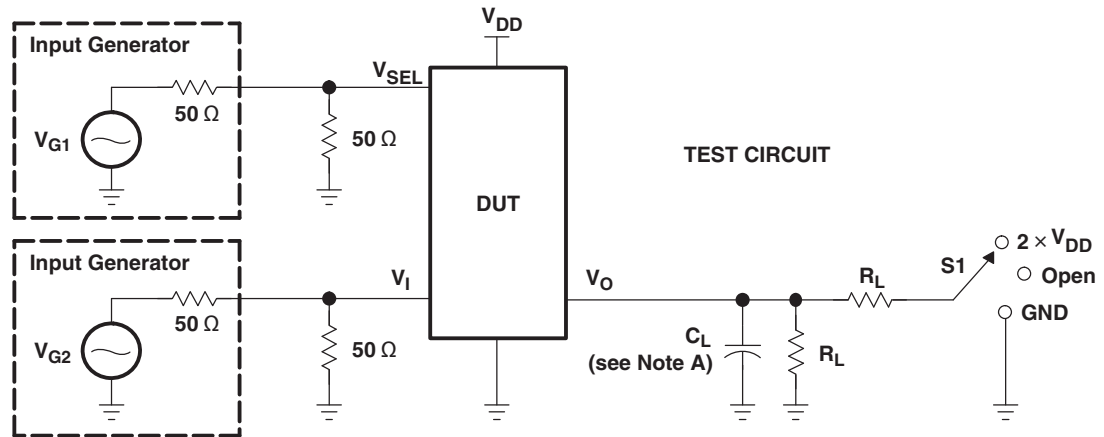 V_DD
Input Generator
V_SEL
50 Ω
50 Ω
V_G1
TEST CIRCUIT
DUT
Input Generator
2 × V_DD
S1
Open
V_I
V_O
R_L
GND
50 Ω
50 Ω
V_G2
C_L
(see Note A)
R_L